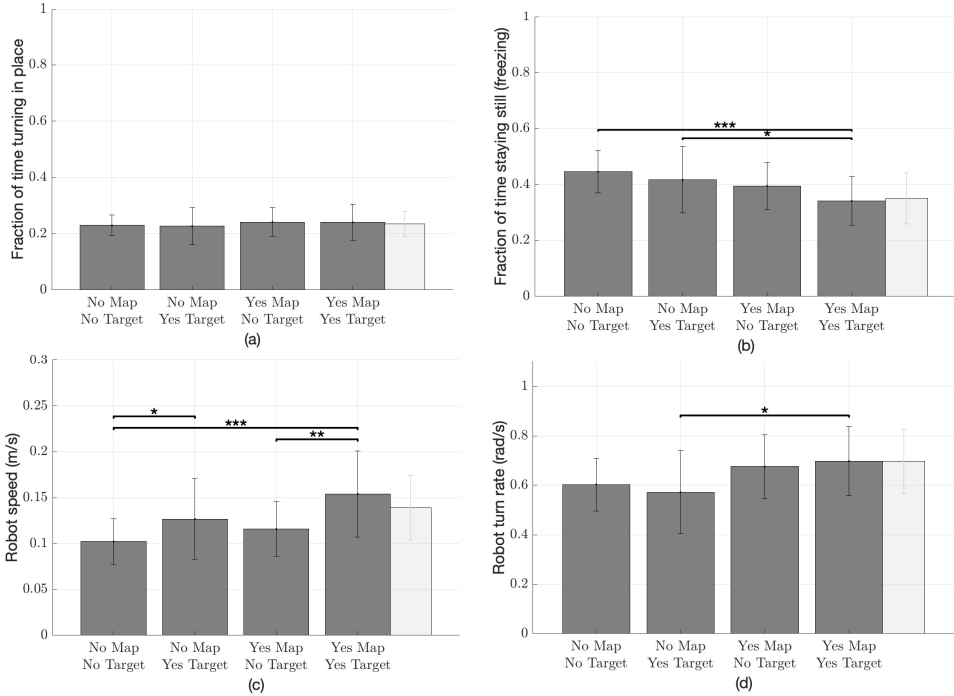 Fraction of time turning in place
1
0.8
0.6
0.4
0.2
0
No Map No Map Yes Map Yes Map
No Target Yes Target No Target Yes Target
(a)
Fraction of time staying still (freezing)
1
0.8
0.6
0.4
0.2
0
***
*
No Map No Map Yes Map Yes Map
No Target Yes Target No Target Yes Target
(b)
Robot speed (m/s)
0.3
0.25
0.2
0.15
0.1
0.05
0
*
***
**
No Map No Map Yes Map Yes Map
No Target Yes Target No Target Yes Target
(c)
Robot turn rate (rad/s)
1
0.8
0.6
0.4
0.2
0
*
No Map No Map Yes Map Yes Map
No Target Yes Target No Target Yes Target
(d)